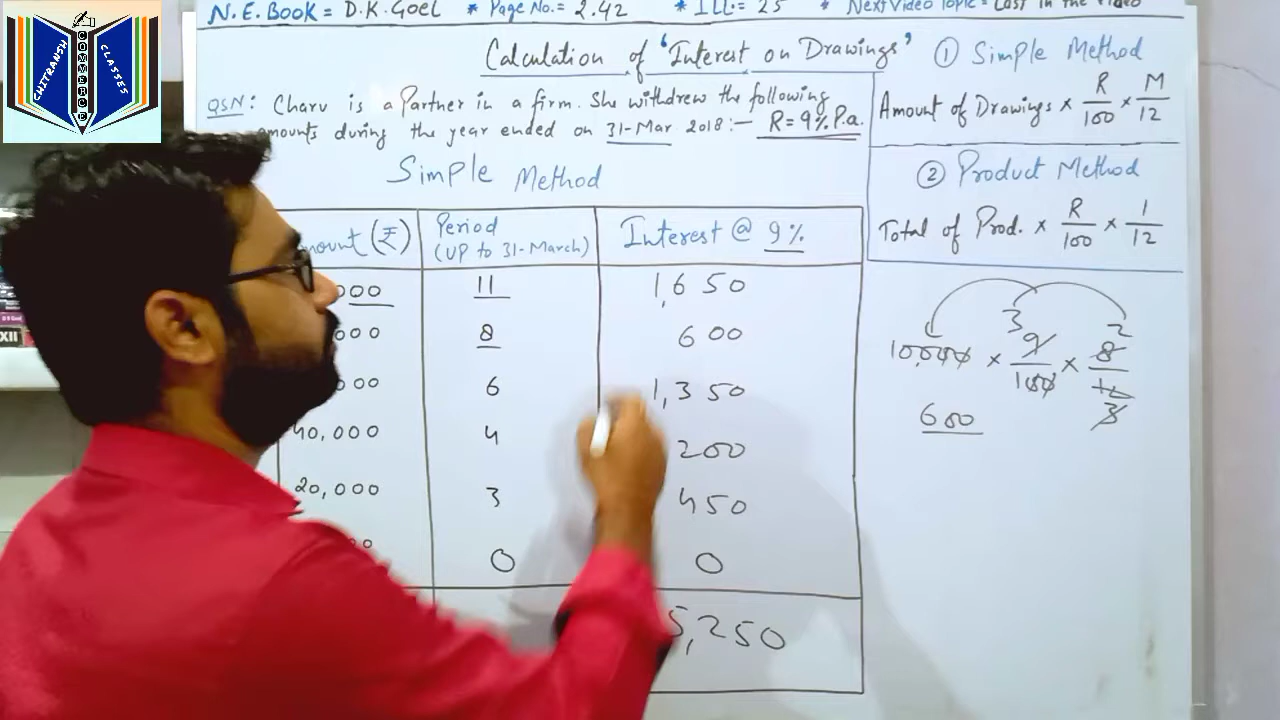 N.E. BOOK = D.K. Goel * Page No. = 2.42 * ILL = 25 * Next Video Topic = Last in the Video
CHITRANSH COMMERCE CLASSES
Calculation of 'Interest on Drawings'
QSN: Charu is a Partner in a firm. She withdrew the following
amounts during the year ended on 31-Mar 2018:- R = 9% P.a.
① Simple Method
Amount of Drawings × R/100 × M/12
② Product Method
Total of Prod. × R/100 × 1/12
Simple Method
(₹) Period (UP to 31-March) Interest @ 9%
11 1,650
8 600
6 1,350
40,000 4 200
20,000 3 450
0 0
5,250
10,000 × 9/100 × 8/12
3 2
3
600
XII